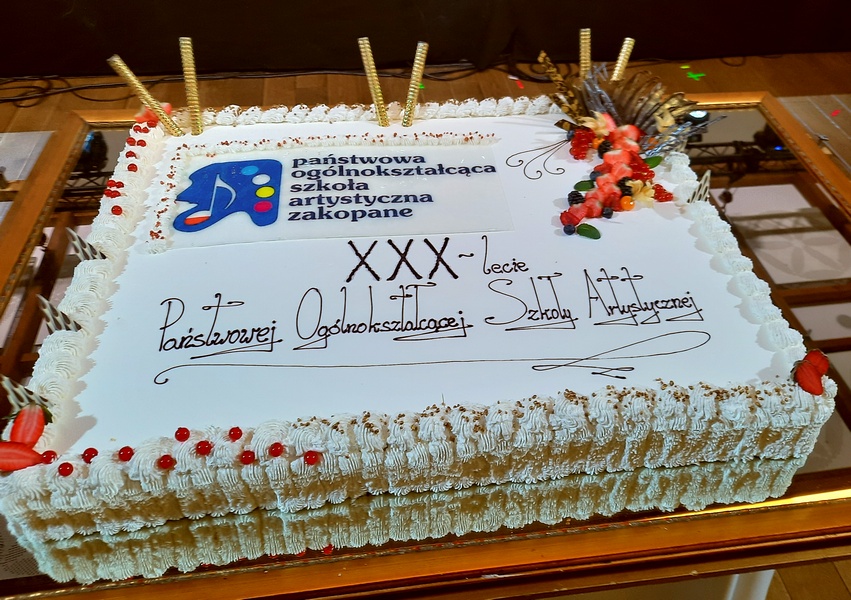 państwowa
ogólnokształcąca
szkoła
artystyczna
zakopane
XXX~lecie
Państwowej Ogólnokształcącej Szkoły Artystycznej